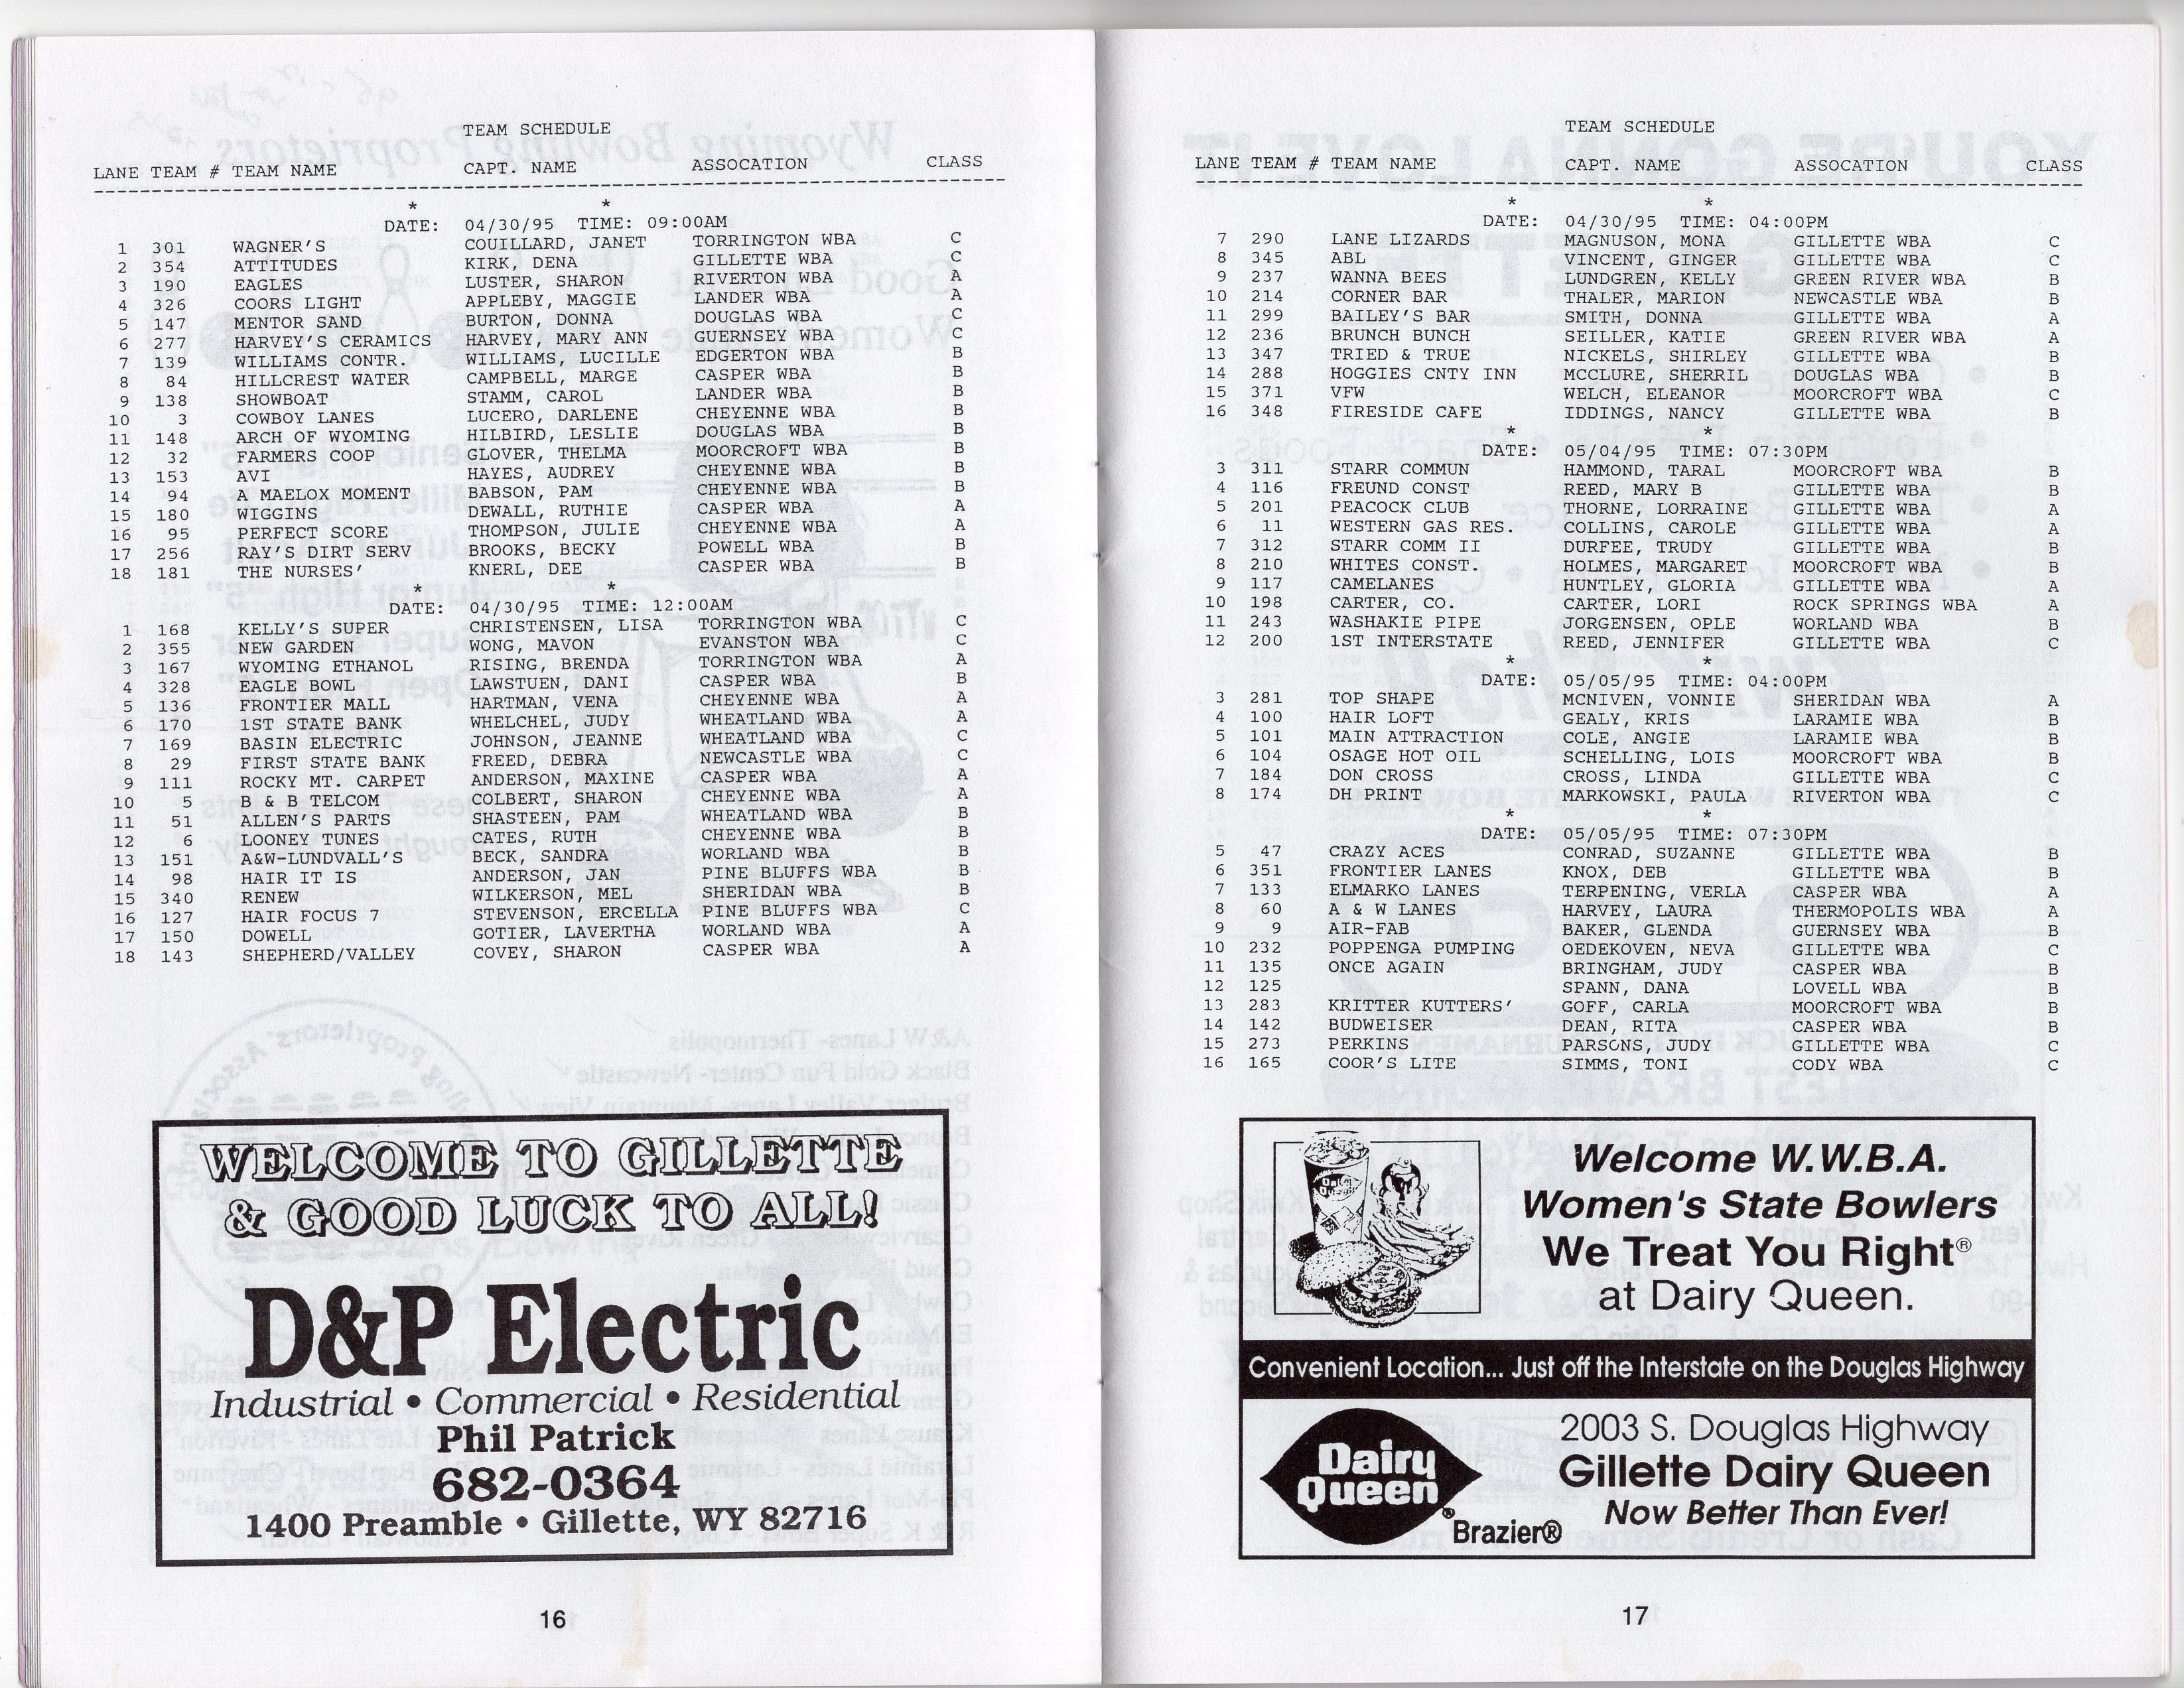 TEAM SCHEDULE
LANE TEAM # TEAM NAME CAPT. NAME ASSOCATION CLASS
* *
DATE: 04/30/95 TIME: 09:00AM
1 301 WAGNER'S COUILLARD, JANET TORRINGTON WBA C
2 354 ATTITUDES KIRK, DENA GILLETTE WBA C
3 190 EAGLES LUSTER, SHARON RIVERTON WBA A
4 326 COORS LIGHT APPLEBY, MAGGIE LANDER WBA A
5 147 MENTOR SAND BURTON, DONNA DOUGLAS WBA C
6 277 HARVEY'S CERAMICS HARVEY, MARY ANN GUERNSEY WBA C
7 139 WILLIAMS CONTR. WILLIAMS, LUCILLE EDGERTON WBA B
8 84 HILLCREST WATER CAMPBELL, MARGE CASPER WBA B
9 138 SHOWBOAT STAMM, CAROL LANDER WBA B
10 3 COWBOY LANES LUCERO, DARLENE CHEYENNE WBA B
11 148 ARCH OF WYOMING HILBIRD, LESLIE DOUGLAS WBA B
12 32 FARMERS COOP GLOVER, THELMA MOORCROFT WBA B
13 153 AVI HAYES, AUDREY CHEYENNE WBA B
14 94 A MAELOX MOMENT BABSON, PAM CHEYENNE WBA B
15 180 WIGGINS DEWALL, RUTHIE CASPER WBA A
16 95 PERFECT SCORE THOMPSON, JULIE CHEYENNE WBA A
17 256 RAY'S DIRT SERV BROOKS, BECKY POWELL WBA B
18 181 THE NURSES' KNERL, DEE CASPER WBA B
* *
DATE: 04/30/95 TIME: 12:00AM
1 168 KELLY'S SUPER CHRISTENSEN, LISA TORRINGTON WBA C
2 355 NEW GARDEN WONG, MAVON EVANSTON WBA C
3 167 WYOMING ETHANOL RISING, BRENDA TORRINGTON WBA A
4 328 EAGLE BOWL LAWSTUEN, DANI CASPER WBA B
5 136 FRONTIER MALL HARTMAN, VENA CHEYENNE WBA A
6 170 1ST STATE BANK WHELCHEL, JUDY WHEATLAND WBA A
7 169 BASIN ELECTRIC JOHNSON, JEANNE WHEATLAND WBA C
8 29 FIRST STATE BANK FREED, DEBRA NEWCASTLE WBA C
9 111 ROCKY MT. CARPET ANDERSON, MAXINE CASPER WBA A
10 5 B & B TELCOM COLBERT, SHARON CHEYENNE WBA A
11 51 ALLEN'S PARTS SHASTEEN, PAM WHEATLAND WBA B
12 6 LOONEY TUNES CATES, RUTH CHEYENNE WBA B
13 151 A&W-LUNDVALL'S BECK, SANDRA WORLAND WBA B
14 98 HAIR IT IS ANDERSON, JAN PINE BLUFFS WBA B
15 340 RENEW WILKERSON, MEL SHERIDAN WBA B
16 127 HAIR FOCUS 7 STEVENSON, ERCELLA PINE BLUFFS WBA C
17 150 DOWELL GOTIER, LAVERTHA WORLAND WBA A
18 143 SHEPHERD/VALLEY COVEY, SHARON CASPER WBA A
WELCOME TO GILLETTE
& GOOD LUCK TO ALL!
D&P Electric
Industrial • Commercial • Residential
Phil Patrick
682-0364
1400 Preamble • Gillette, WY 82716
16
TEAM SCHEDULE
LANE TEAM # TEAM NAME CAPT. NAME ASSOCATION CLASS
* *
DATE: 04/30/95 TIME: 04:00PM
7 290 LANE LIZARDS MAGNUSON, MONA GILLETTE WBA C
8 345 ABL VINCENT, GINGER GILLETTE WBA C
9 237 WANNA BEES LUNDGREN, KELLY GREEN RIVER WBA B
10 214 CORNER BAR THALER, MARION NEWCASTLE WBA B
11 299 BAILEY'S BAR SMITH, DONNA GILLETTE WBA A
12 236 BRUNCH BUNCH SEILLER, KATIE GREEN RIVER WBA A
13 347 TRIED & TRUE NICKELS, SHIRLEY GILLETTE WBA B
14 288 HOGGIES CNTY INN MCCLURE, SHERRIL DOUGLAS WBA B
15 371 VFW WELCH, ELEANOR MOORCROFT WBA C
16 348 FIRESIDE CAFE IDDINGS, NANCY GILLETTE WBA B
* *
DATE: 05/04/95 TIME: 07:30PM
3 311 STARR COMMUN HAMMOND, TARAL MOORCROFT WBA B
4 116 FREUND CONST REED, MARY B GILLETTE WBA B
5 201 PEACOCK CLUB THORNE, LORRAINE GILLETTE WBA A
6 11 WESTERN GAS RES. COLLINS, CAROLE GILLETTE WBA A
7 312 STARR COMM II DURFEE, TRUDY GILLETTE WBA B
8 210 WHITES CONST. HOLMES, MARGARET MOORCROFT WBA B
9 117 CAMELANES HUNTLEY, GLORIA GILLETTE WBA A
10 198 CARTER, CO. CARTER, LORI ROCK SPRINGS WBA A
11 243 WASHAKIE PIPE JORGENSEN, OPLE WORLAND WBA B
12 200 1ST INTERSTATE REED, JENNIFER GILLETTE WBA C
* *
DATE: 05/05/95 TIME: 04:00PM
3 281 TOP SHAPE MCNIVEN, VONNIE SHERIDAN WBA A
4 100 HAIR LOFT GEALY, KRIS LARAMIE WBA B
5 101 MAIN ATTRACTION COLE, ANGIE LARAMIE WBA B
6 104 OSAGE HOT OIL SCHELLING, LOIS MOORCROFT WBA B
7 184 DON CROSS CROSS, LINDA GILLETTE WBA C
8 174 DH PRINT MARKOWSKI, PAULA RIVERTON WBA C
* *
DATE: 05/05/95 TIME: 07:30PM
5 47 CRAZY ACES CONRAD, SUZANNE GILLETTE WBA B
6 351 FRONTIER LANES KNOX, DEB GILLETTE WBA B
7 133 ELMARKO LANES TERPENING, VERLA CASPER WBA A
8 60 A & W LANES HARVEY, LAURA THERMOPOLIS WBA A
9 9 AIR-FAB BAKER, GLENDA GUERNSEY WBA B
10 232 POPPENGA PUMPING OEDEKOVEN, NEVA GILLETTE WBA C
11 135 ONCE AGAIN BRINGHAM, JUDY CASPER WBA B
12 125 SPANN, DANA LOVELL WBA B
13 283 KRITTER KUTTERS' GOFF, CARLA MOORCROFT WBA B
14 142 BUDWEISER DEAN, RITA CASPER WBA B
15 273 PERKINS PARSONS, JUDY GILLETTE WBA C
16 165 COOR'S LITE SIMMS, TONI CODY WBA C
Welcome W.W.B.A.
Women's State Bowlers
We Treat You Right®
at Dairy Queen.
Convenient Location... Just off the Interstate on the Douglas Highway
Dairy Queen® Brazier®
2003 S. Douglas Highway
Gillette Dairy Queen
Now Better Than Ever!
17